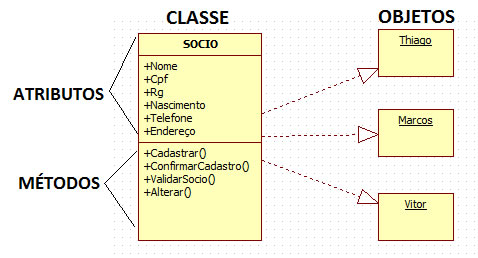 CLASSE
OBJETOS
SOCIO
Thiago
ATRIBUTOS
+Nome
+Cpf
+Rg
+Nascimento
+Telefone
+Endereço
Marcos
MÉTODOS
+Cadastrar()
+ConfirmarCadastro()
+ValidarSocio()
+Alterar()
Vitor